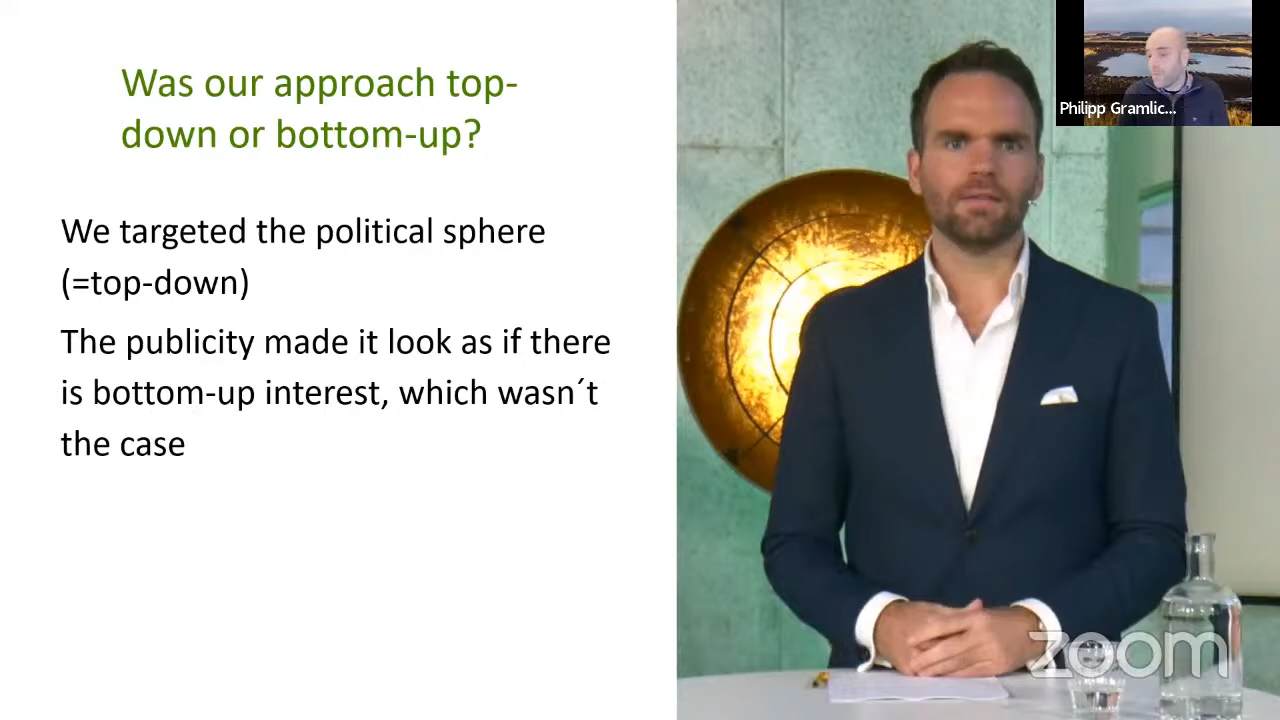 Was our approach top-
down or bottom-up?
We targeted the political sphere
(=top-down)
The publicity made it look as if there
is bottom-up interest, which wasn´t
the case
Philipp Gramlic...
zoom